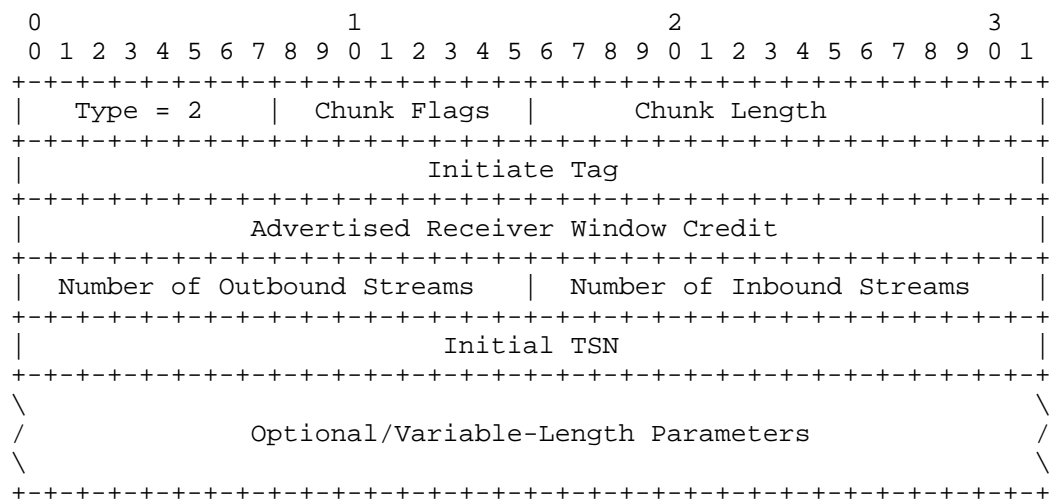 0                   1                   2                   3
 0 1 2 3 4 5 6 7 8 9 0 1 2 3 4 5 6 7 8 9 0 1 2 3 4 5 6 7 8 9 0 1
+-+-+-+-+-+-+-+-+-+-+-+-+-+-+-+-+-+-+-+-+-+-+-+-+-+-+-+-+-+-+-+-+
|   Type = 2    |  Chunk Flags  |      Chunk Length             |
+-+-+-+-+-+-+-+-+-+-+-+-+-+-+-+-+-+-+-+-+-+-+-+-+-+-+-+-+-+-+-+-+
|                         Initiate Tag                          |
+-+-+-+-+-+-+-+-+-+-+-+-+-+-+-+-+-+-+-+-+-+-+-+-+-+-+-+-+-+-+-+-+
|              Advertised Receiver Window Credit                |
+-+-+-+-+-+-+-+-+-+-+-+-+-+-+-+-+-+-+-+-+-+-+-+-+-+-+-+-+-+-+-+-+
|  Number of Outbound Streams   |  Number of Inbound Streams    |
+-+-+-+-+-+-+-+-+-+-+-+-+-+-+-+-+-+-+-+-+-+-+-+-+-+-+-+-+-+-+-+-+
|                          Initial TSN                          |
+-+-+-+-+-+-+-+-+-+-+-+-+-+-+-+-+-+-+-+-+-+-+-+-+-+-+-+-+-+-+-+-+
\                                                               \
/              Optional/Variable-Length Parameters              /
\                                                               \
+-+-+-+-+-+-+-+-+-+-+-+-+-+-+-+-+-+-+-+-+-+-+-+-+-+-+-+-+-+-+-+-+